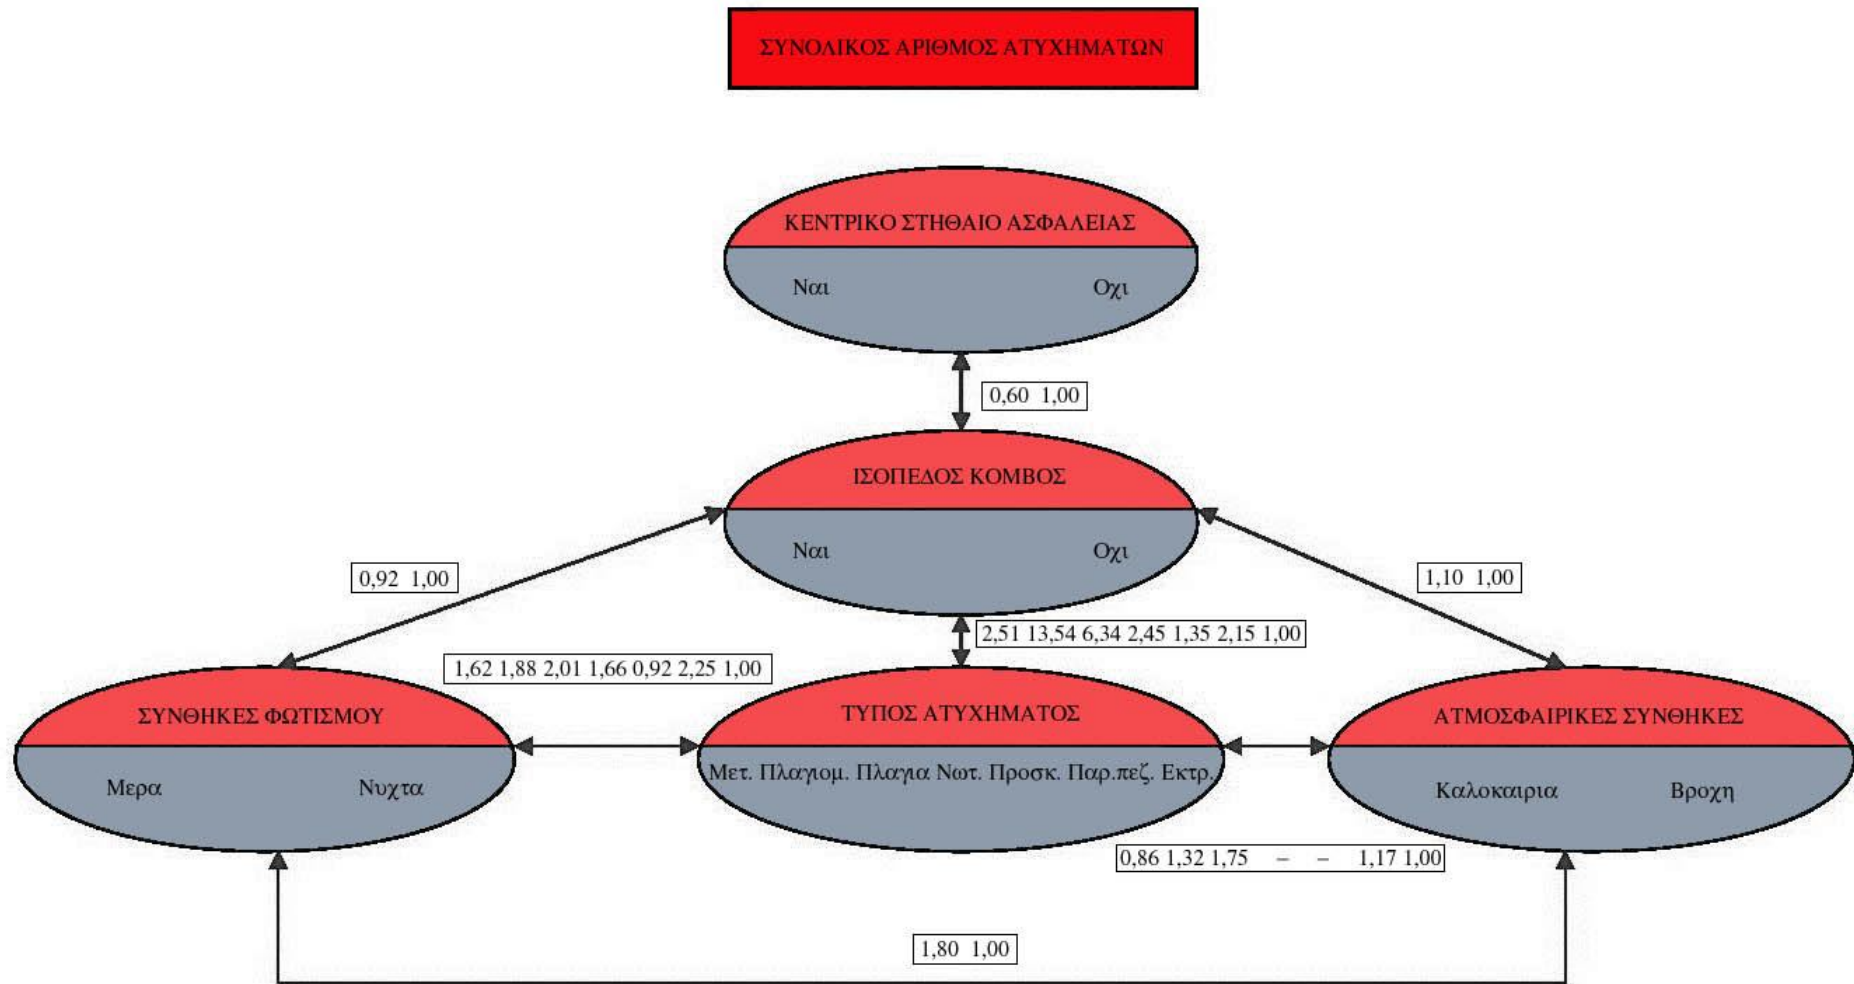 ΣΥΝΟΛΙΚΟΣ ΑΡΙΘΜΟΣ ΑΤΥΧΗΜΑΤΩΝ
ΚΕΝΤΡΙΚΟ ΣΤΗΘΑΙΟ ΑΣΦΑΛΕΙΑΣ
Ναι Οχι
0,60 1,00
ΙΣΟΠΕΔΟΣ ΚΟΜΒΟΣ
Ναι Οχι
0,92 1,00
1,10 1,00
2,51 13,54 6,34 2,45 1,35 2,15 1,00
1,62 1,88 2,01 1,66 0,92 2,25 1,00
ΣΥΝΘΗΚΕΣ ΦΩΤΙΣΜΟΥ
Μερα Νυχτα
ΤΥΠΟΣ ΑΤΥΧΗΜΑΤΟΣ
Μετ. Πλαγιομ. Πλαγια Νωτ. Προσκ. Παρ.πεζ. Εκτρ.
ΑΤΜΟΣΦΑΙΡΙΚΕΣ ΣΥΝΘΗΚΕΣ
Καλοκαιρια Βροχη
0,86 1,32 1,75 – – 1,17 1,00
1,80 1,00